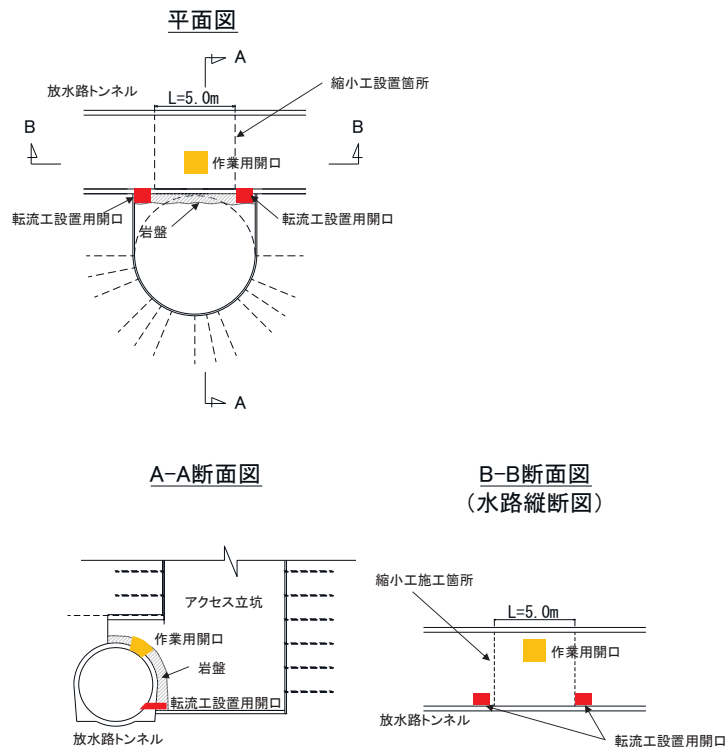 平面図
A
縮小工設置箇所
放水路トンネル
L=5.0m
B
B
作業用開口
転流工設置用開口
岩盤
転流工設置用開口
A
A-A断面図
B-B断面図
(水路縦断図)
アクセス立坑
作業用開口
岩盤
転流工設置用開口
放水路トンネル
縮小工施工箇所
L=5.0m
作業用開口
放水路トンネル
転流工設置用開口